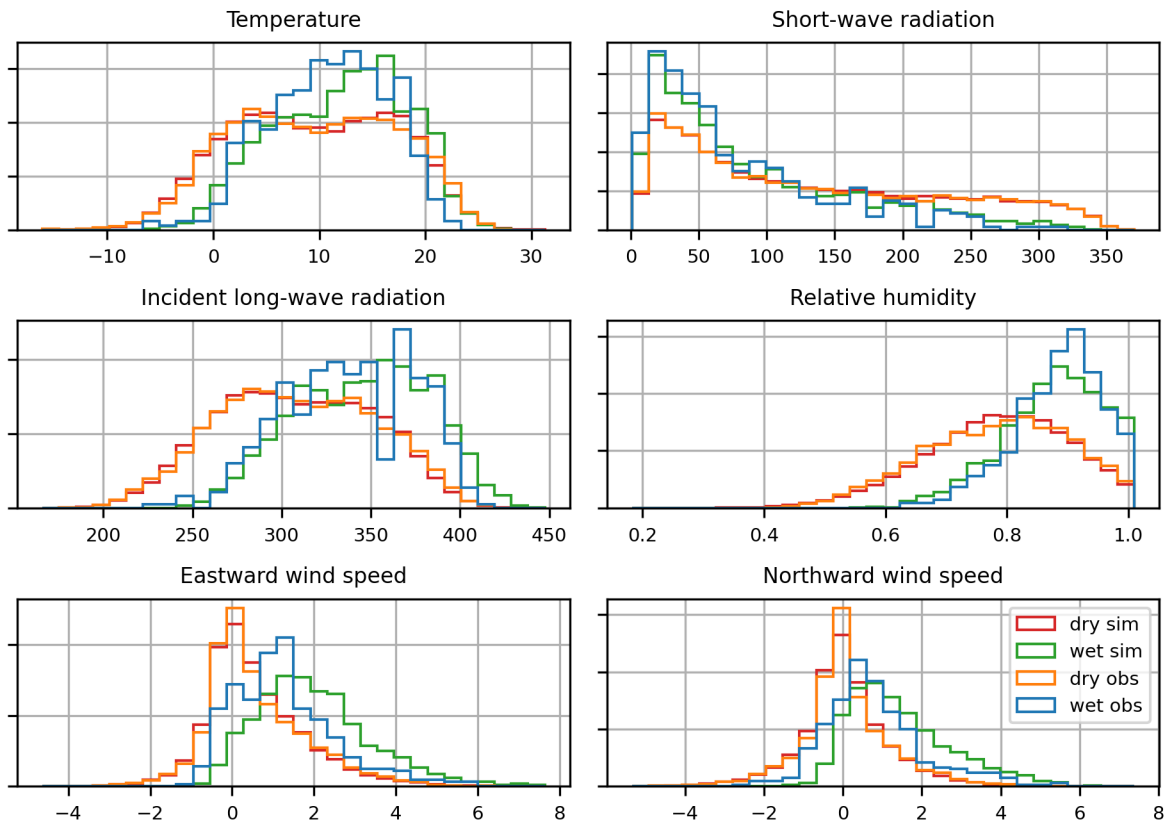 Temperature
−10 0 10 20 30
Short-wave radiation
0 50 100 150 200 250 300 350
Incident long-wave radiation
200 250 300 350 400 450
Relative humidity
0.2 0.4 0.6 0.8 1.0
Eastward wind speed
−4 −2 0 2 4 6 8
Northward wind speed
dry sim
wet sim
dry obs
wet obs
−4 −2 0 2 4 6 8